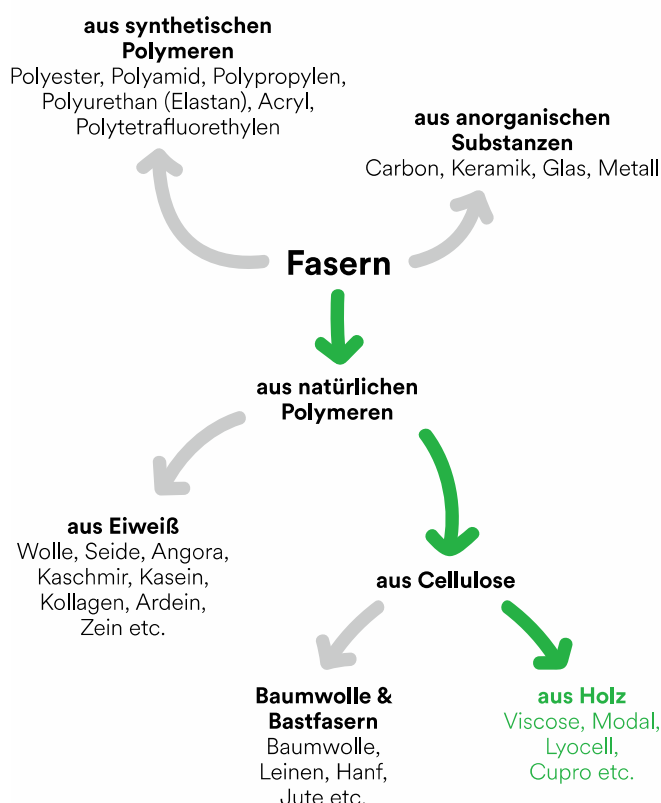 aus synthetischen
Polymeren
Polyester, Polyamid, Polypropylen,
Polyurethan (Elastan), Acryl,
Polytetrafluorethylen
aus anorganischen
Substanzen
Carbon, Keramik, Glas, Metall
Fasern
aus natürlichen
Polymeren
aus Eiweiß
Wolle, Seide, Angora,
Kaschmir, Kasein,
Kollagen, Ardein,
Zein etc.
aus Cellulose
Baumwolle &
Bastfasern
Baumwolle,
Leinen, Hanf,
Jute etc.
aus Holz
Viscose, Modal,
Lyocell,
Cupro etc.